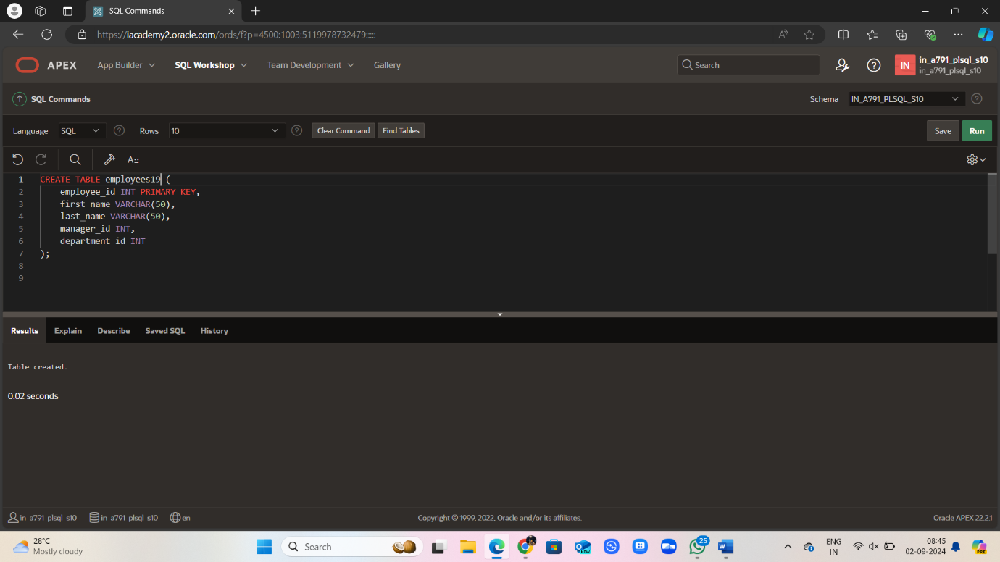 SQL Commands
https://iacademy2.oracle.com/ords/f?p=4500:1003:5119978732479:::::
APEX App Builder SQL Workshop Team Development Gallery Search IN in_a791_plsql_s10
in_a791_plsql_s10
SQL Commands Schema IN_A791_PLSQL_S10
Language SQL Rows 10 Clear Command Find Tables Save Run
A::
1 CREATE TABLE employees19 (
2 employee_id INT PRIMARY KEY,
3 first_name VARCHAR(50),
4 last_name VARCHAR(50),
5 manager_id INT,
6 department_id INT
7 );
8
9
Results Explain Describe Saved SQL History
Table created.
0.02 seconds
in_a791_plsql_s10 in_a791_plsql_s10 en Copyright © 1999, 2022, Oracle and/or its affiliates. Oracle APEX 22.2.1
28°C
Mostly cloudy
Search
NEW
25
ENG
IN
08:45
02-09-2024
PRE